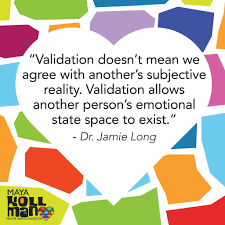 “Validation doesn’t mean we
agree with another’s subjective
reality. Validation allows
another person’s emotional
state space to exist.”
- Dr. Jamie Long
MAYA
KOLL
MAN